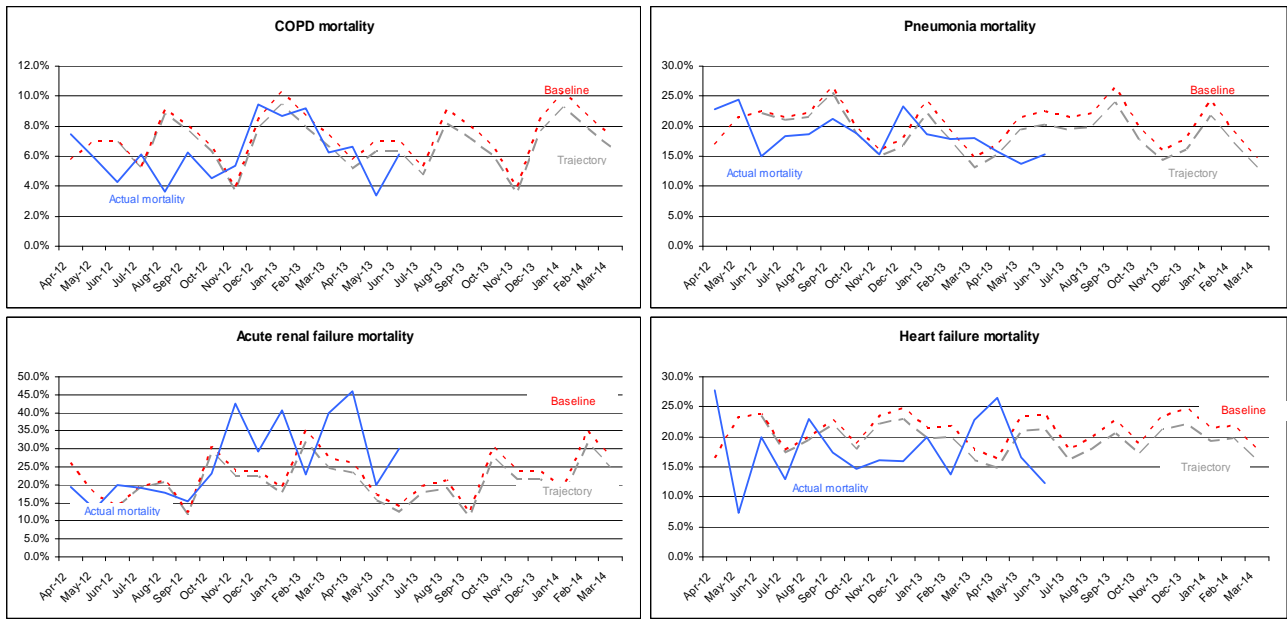 COPD mortality
12.0%
10.0%
8.0%
6.0%
4.0%
2.0%
0.0%
Baseline
Trajectory
Actual mortality
Apr-12
May-12
Jun-12
Jul-12
Aug-12
Sep-12
Oct-12
Nov-12
Dec-12
Jan-13
Feb-13
Mar-13
Apr-13
May-13
Jun-13
Jul-13
Aug-13
Sep-13
Oct-13
Nov-13
Dec-13
Jan-14
Feb-14
Mar-14
Pneumonia mortality
30.0%
25.0%
20.0%
15.0%
10.0%
5.0%
0.0%
Baseline
Actual mortality
Trajectory
Apr-12
May-12
Jun-12
Jul-12
Aug-12
Sep-12
Oct-12
Nov-12
Dec-12
Jan-13
Feb-13
Mar-13
Apr-13
May-13
Jun-13
Jul-13
Aug-13
Sep-13
Oct-13
Nov-13
Dec-13
Jan-14
Feb-14
Mar-14
Acute renal failure mortality
50.0%
45.0%
40.0%
35.0%
30.0%
25.0%
20.0%
15.0%
10.0%
5.0%
0.0%
Baseline
Trajectory
Actual mortality
Apr-12
May-12
Jun-12
Jul-12
Aug-12
Sep-12
Oct-12
Nov-12
Dec-12
Jan-13
Feb-13
Mar-13
Apr-13
May-13
Jun-13
Jul-13
Aug-13
Sep-13
Oct-13
Nov-13
Dec-13
Jan-14
Feb-14
Mar-14
Heart failure mortality
30.0%
25.0%
20.0%
15.0%
10.0%
5.0%
0.0%
Baseline
Trajectory
Actual mortality
Apr-12
May-12
Jun-12
Jul-12
Aug-12
Sep-12
Oct-12
Nov-12
Dec-12
Jan-13
Feb-13
Mar-13
Apr-13
May-13
Jun-13
Jul-13
Aug-13
Sep-13
Oct-13
Nov-13
Dec-13
Jan-14
Feb-14
Mar-14